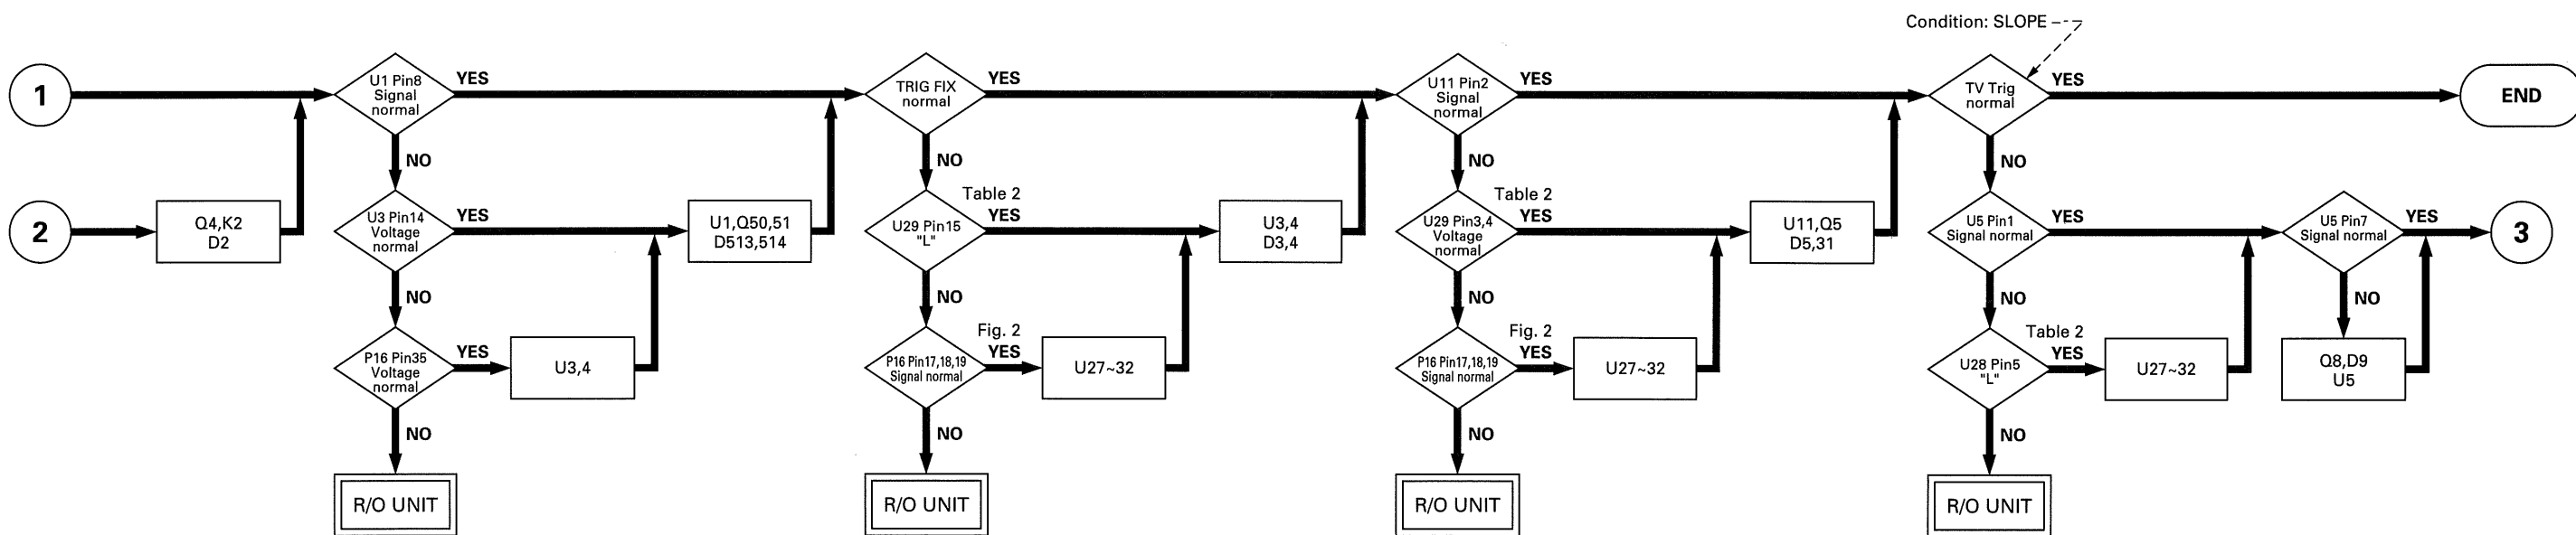 Condition: SLOPE
1
U1 Pin8
Signal
normal
YES
TRIG FIX
normal
YES
U11 Pin2
Signal
normal
YES
TV Trig
normal
YES
END
NO
NO
NO
NO
2
Q4,K2
D2
U3 Pin14
Voltage
normal
YES
U1,Q50,51
D513,514
Table 2
U29 Pin15
"L"
YES
U3,4
D3,4
Table 2
U29 Pin3,4
Voltage
normal
YES
U11,Q5
D5,31
U5 Pin1
Signal normal
YES
U5 Pin7
Signal normal
YES
3
NO
NO
NO
NO
NO
P16 Pin35
Voltage
normal
YES
U3,4
Fig. 2
P16 Pin17,18,19
Signal normal
YES
U27~32
Fig. 2
P16 Pin17,18,19
Signal normal
YES
U27~32
Table 2
U28 Pin5
"L"
YES
U27~32
Q8,D9
U5
NO
NO
NO
NO
R/O UNIT
R/O UNIT
R/O UNIT
R/O UNIT